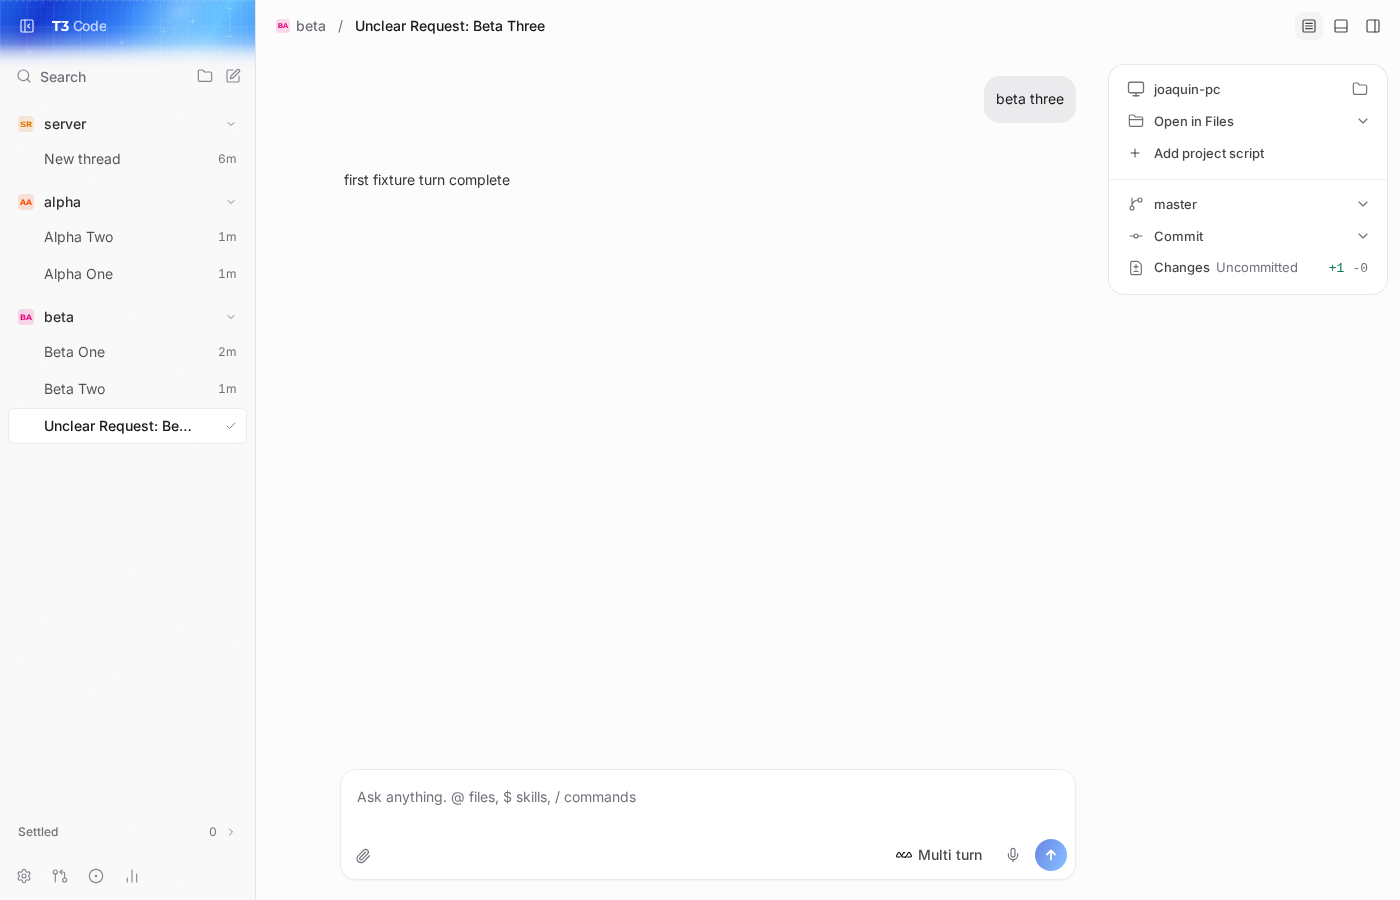 T3 Code
Search
SR server
New thread 6m
AA alpha
Alpha Two 1m
Alpha One 1m
BA beta
Beta One 2m
Beta Two 1m
Unclear Request: Be...
Settled 0
BA beta / Unclear Request: Beta Three
beta three
first fixture turn complete
Ask anything. @ files, $ skills, / commands
Multi turn
joaquin-pc
Open in Files
Add project script
master
Commit
Changes Uncommitted +1 -0